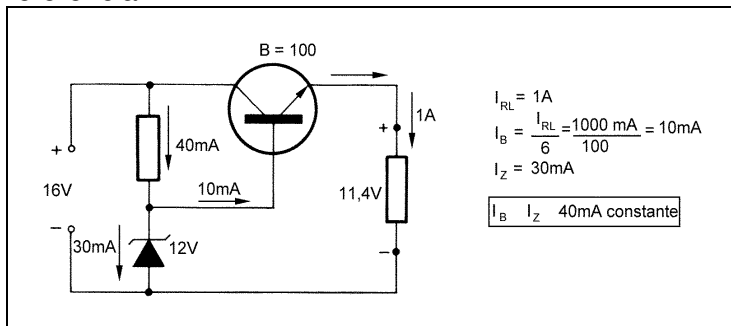 B = 100
40mA
1A
+
+
16V
10mA
11,4V
−
30mA
12V
−
I_RL = 1A
I_B = I_RL/6 = 1000 mA/100 = 10mA
I_Z = 30mA
I_B I_Z 40mA constante